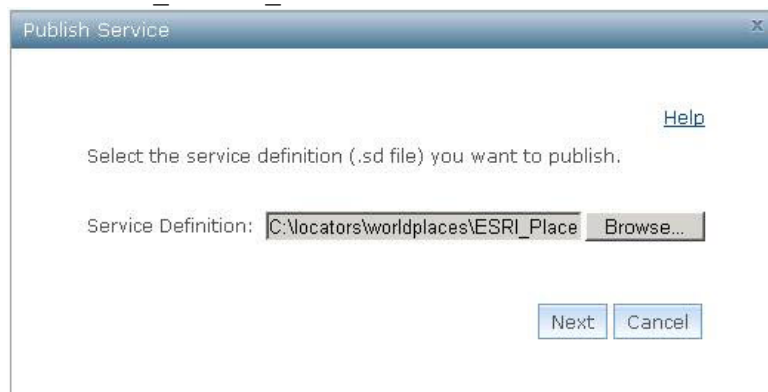 Publish Service x
Help
Select the service definition (.sd file) you want to publish.
Service Definition: C:\locators\worldplaces\ESRI_Place Browse...
Next Cancel